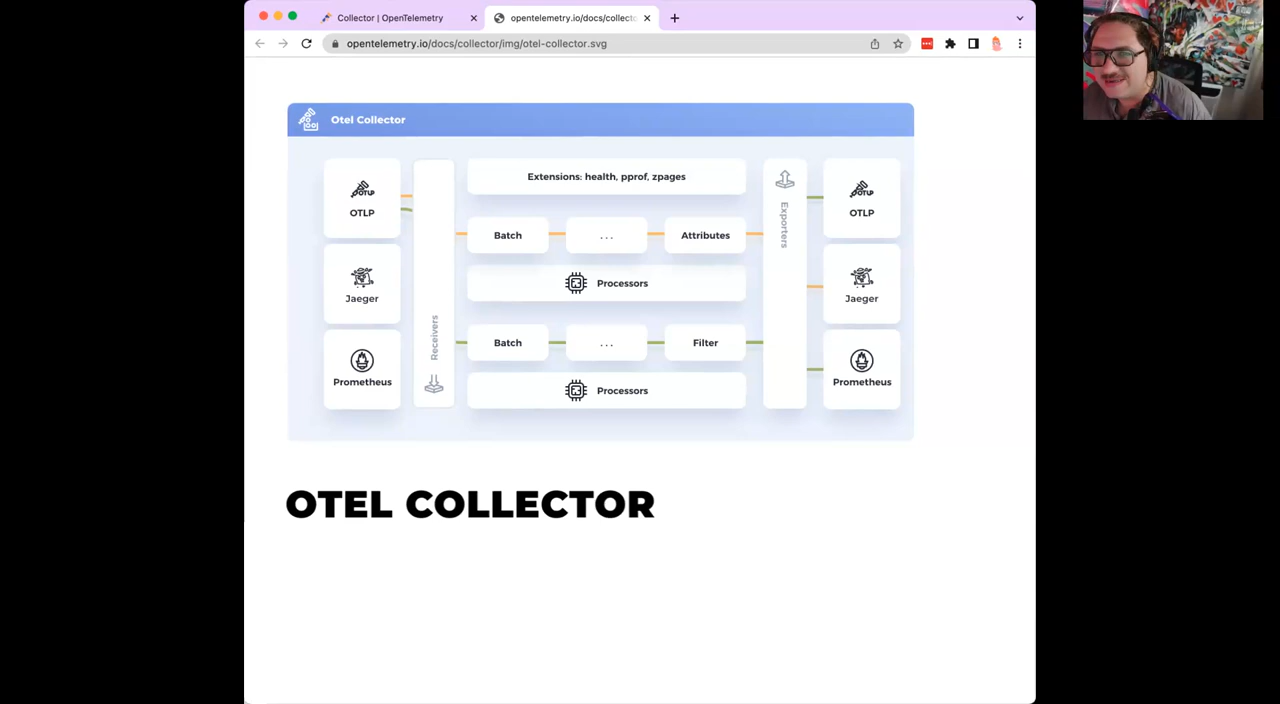 Collector | OpenTelemetry
opentelemetry.io/docs/collecto
opentelemetry.io/docs/collector/img/otel-collector.svg
Otel Collector
Extensions: health, pprof, zpages
OTLP
OTLP
Batch
. . .
Attributes
Exporters
Processors
Jaeger
Jaeger
Receivers
Batch
. . .
Filter
Prometheus
Prometheus
Processors
OTEL COLLECTOR